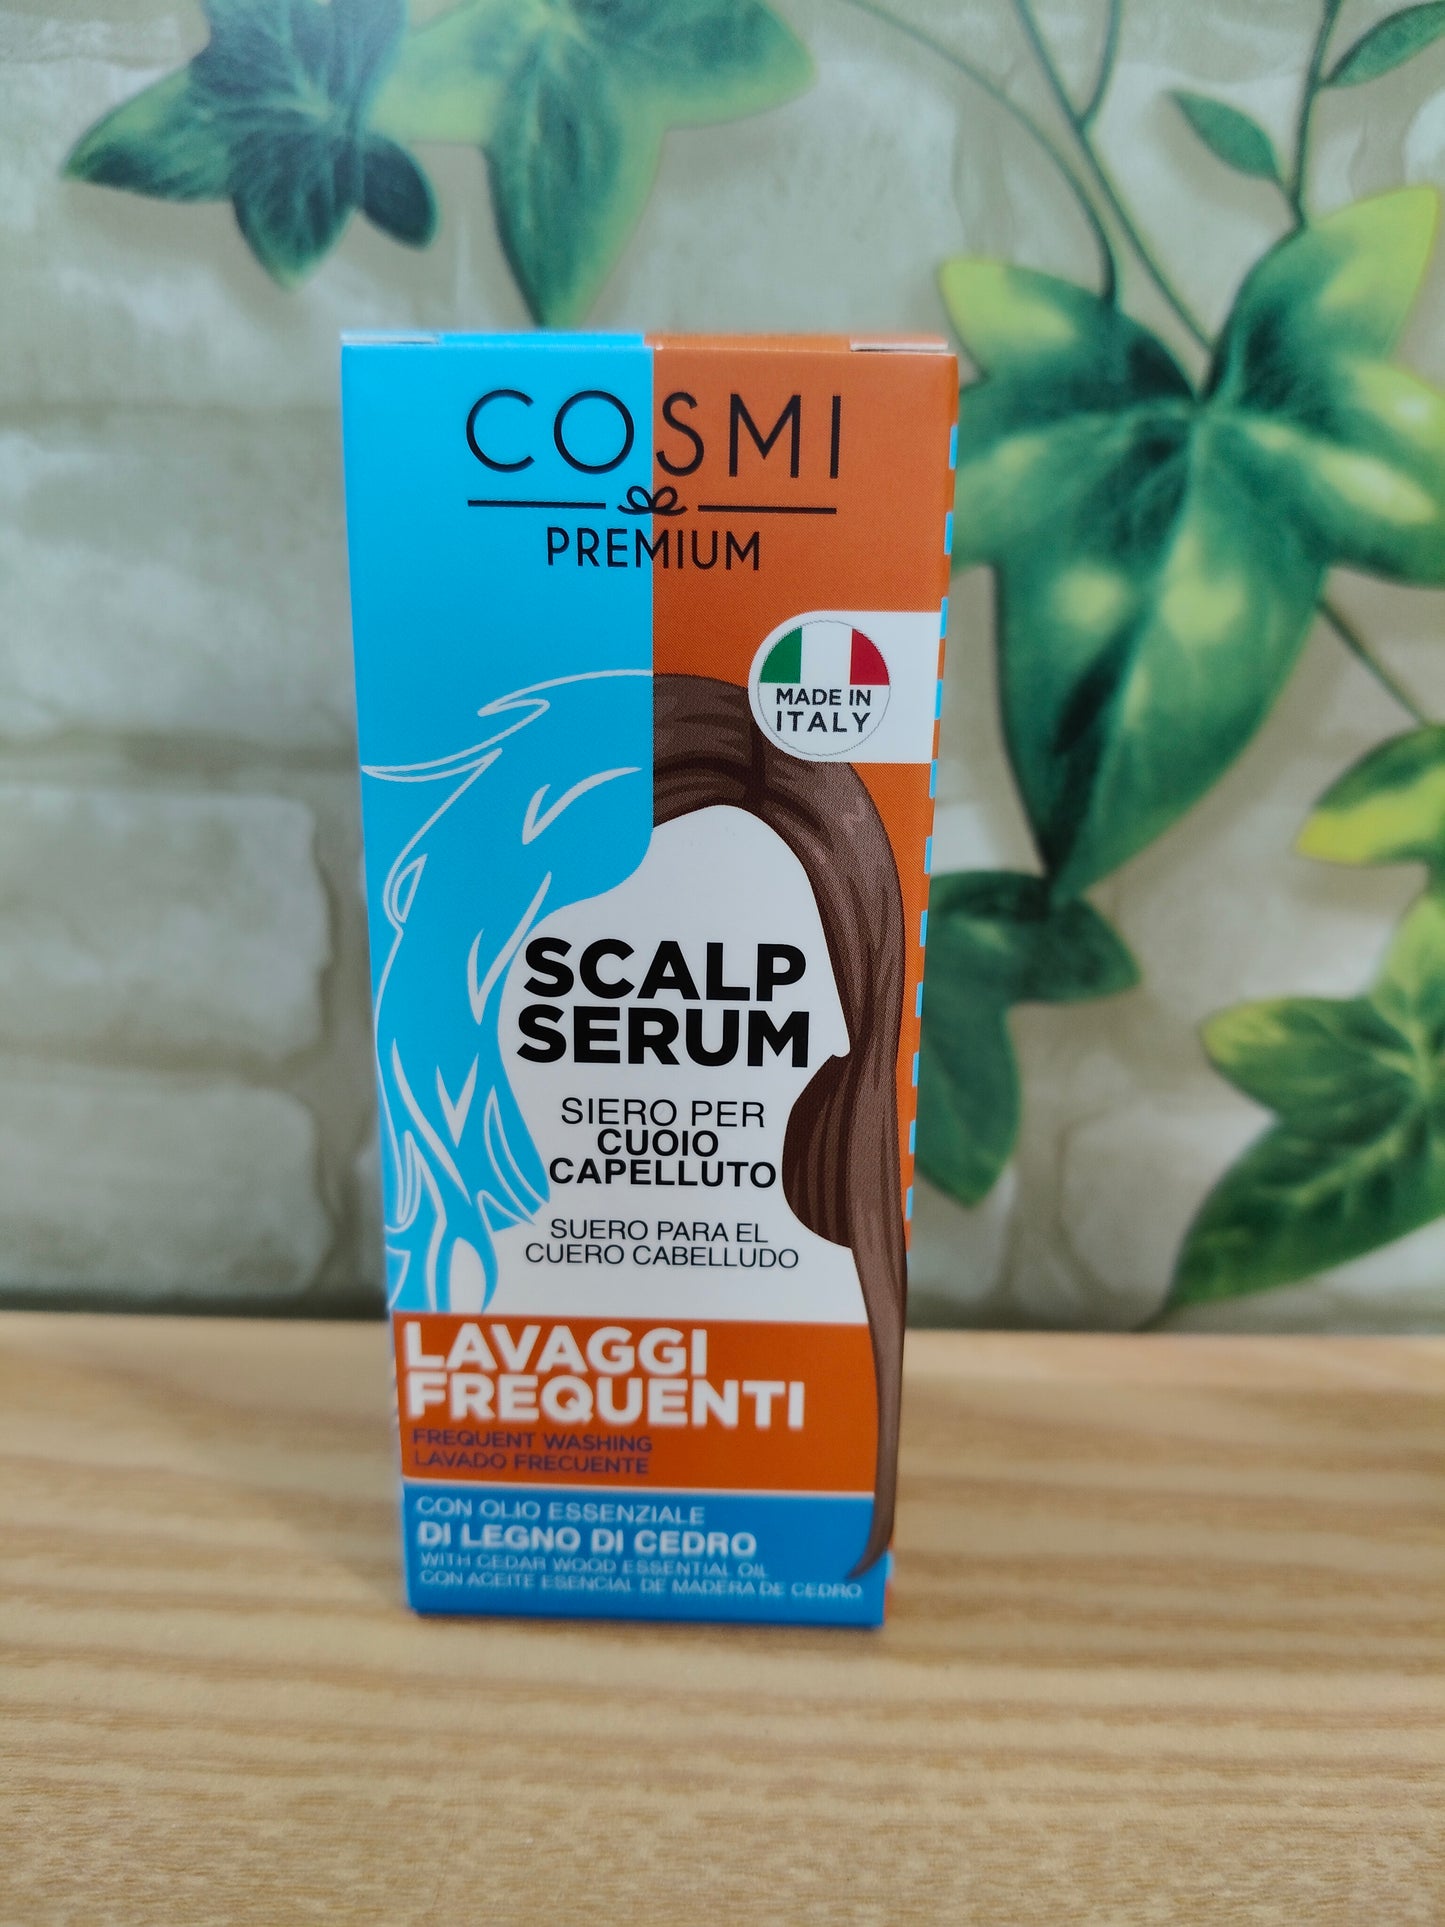 COSMI
PREMIUM
MADE IN
ITALY
SCALP
SERUM
SIERO PER
CUOIO
CAPELLUTO
SUERO PARA EL
CUERO CABELLUDO
LAVAGGI
FREQUENTI
FREQUENT WASHING
LAVADO FRECUENTE
CON OLIO ESSENZIALE
DI LEGNO DI CEDRO
WITH CEDAR WOOD ESSENTIAL OIL
CON ACEITE ESENCIAL DE MADERA DE CEDRO